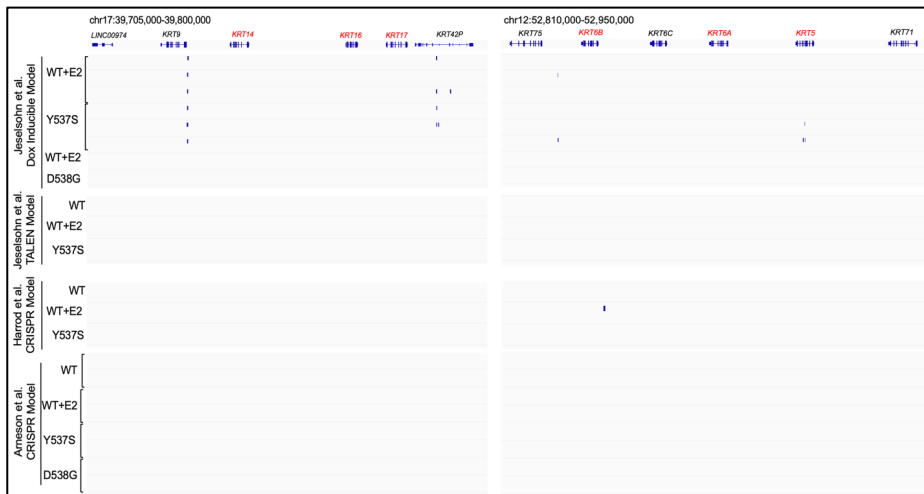 chr17:39,705,000-39,800,000
chr12:52,810,000-52,950,000
LINC00974 KRT9 KRT14 KRT16 KRT17 KRT42P
KRT75 KRT6B KRT6C KRT6A KRT5 KRT71
Jeselsohn et al.
Dox Inducible Model
WT+E2
Y537S
WT+E2
D538G
Jeselsohn et al.
TALEN Model
WT
WT+E2
Y537S
Harrod et al.
CRISPR Model
WT
WT+E2
Y537S
Arneson et al.
CRISPR Model
WT
WT+E2
Y537S
D538G